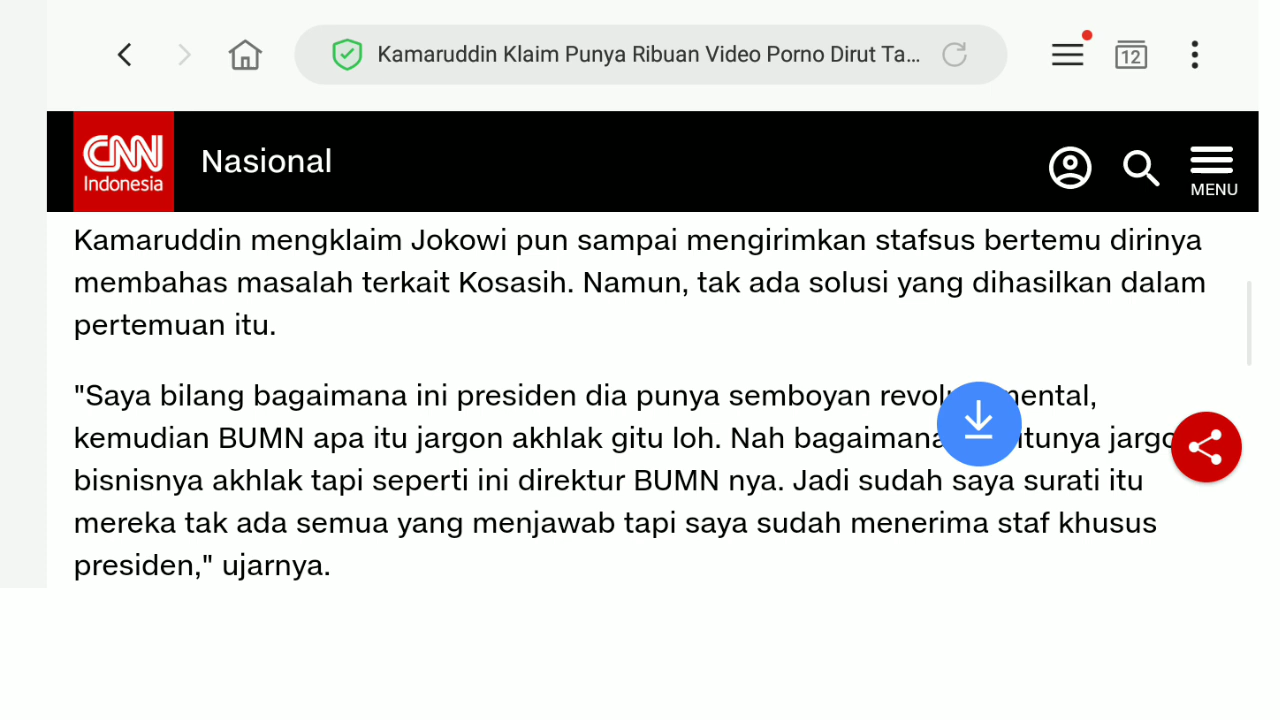 Kamaruddin Klaim Punya Ribuan Video Porno Dirut Ta...
12
CNN
Indonesia
Nasional
MENU
Kamaruddin mengklaim Jokowi pun sampai mengirimkan stafsus bertemu dirinya
membahas masalah terkait Kosasih. Namun, tak ada solusi yang dihasilkan dalam
pertemuan itu.
"Saya bilang bagaimana ini presiden dia punya semboyan mental,
kemudian BUMN apa itu jargon akhlak gitu loh. Nah
bisnisnya akhlak tapi seperti ini direktur BUMN nya. Jadi sudah saya surati itu
mereka tak ada semua yang menjawab tapi saya sudah menerima staf khusus
presiden," ujarnya.